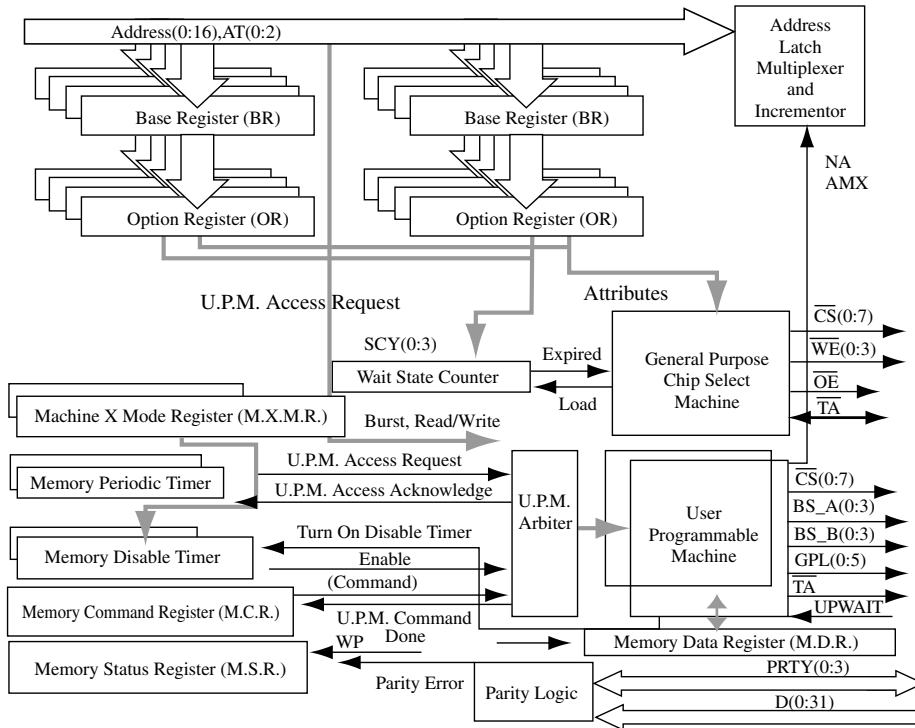 Address(0:16),AT(0:2)
Address
Latch
Multiplexer
and
Incrementor
Base Register (BR)
Base Register (BR)
NA
AMX
Option Register (OR)
Option Register (OR)
U.P.M. Access Request
Attributes
SCY(0:3)
Wait State Counter
Expired
Load
General Purpose
Chip Select
Machine
CS(0:7)
WE(0:3)
OE
TA
Machine X Mode Register (M.X.M.R.)
Burst, Read/Write
U.P.M. Access Request
Memory Periodic Timer
U.P.M. Access Acknowledge
U.P.M.
Arbiter
User
Programmable
Machine
CS(0:7)
BS_A(0:3)
BS_B(0:3)
GPL(0:5)
TA
UPWAIT
Turn On Disable Timer
Memory Disable Timer
Enable
(Command)
Memory Command Register (M.C.R.)
U.P.M. Command
Done
WP
Memory Data Register (M.D.R.)
Memory Status Register (M.S.R.)
Parity Error
Parity Logic
PRTY(0:3)
D(0:31)